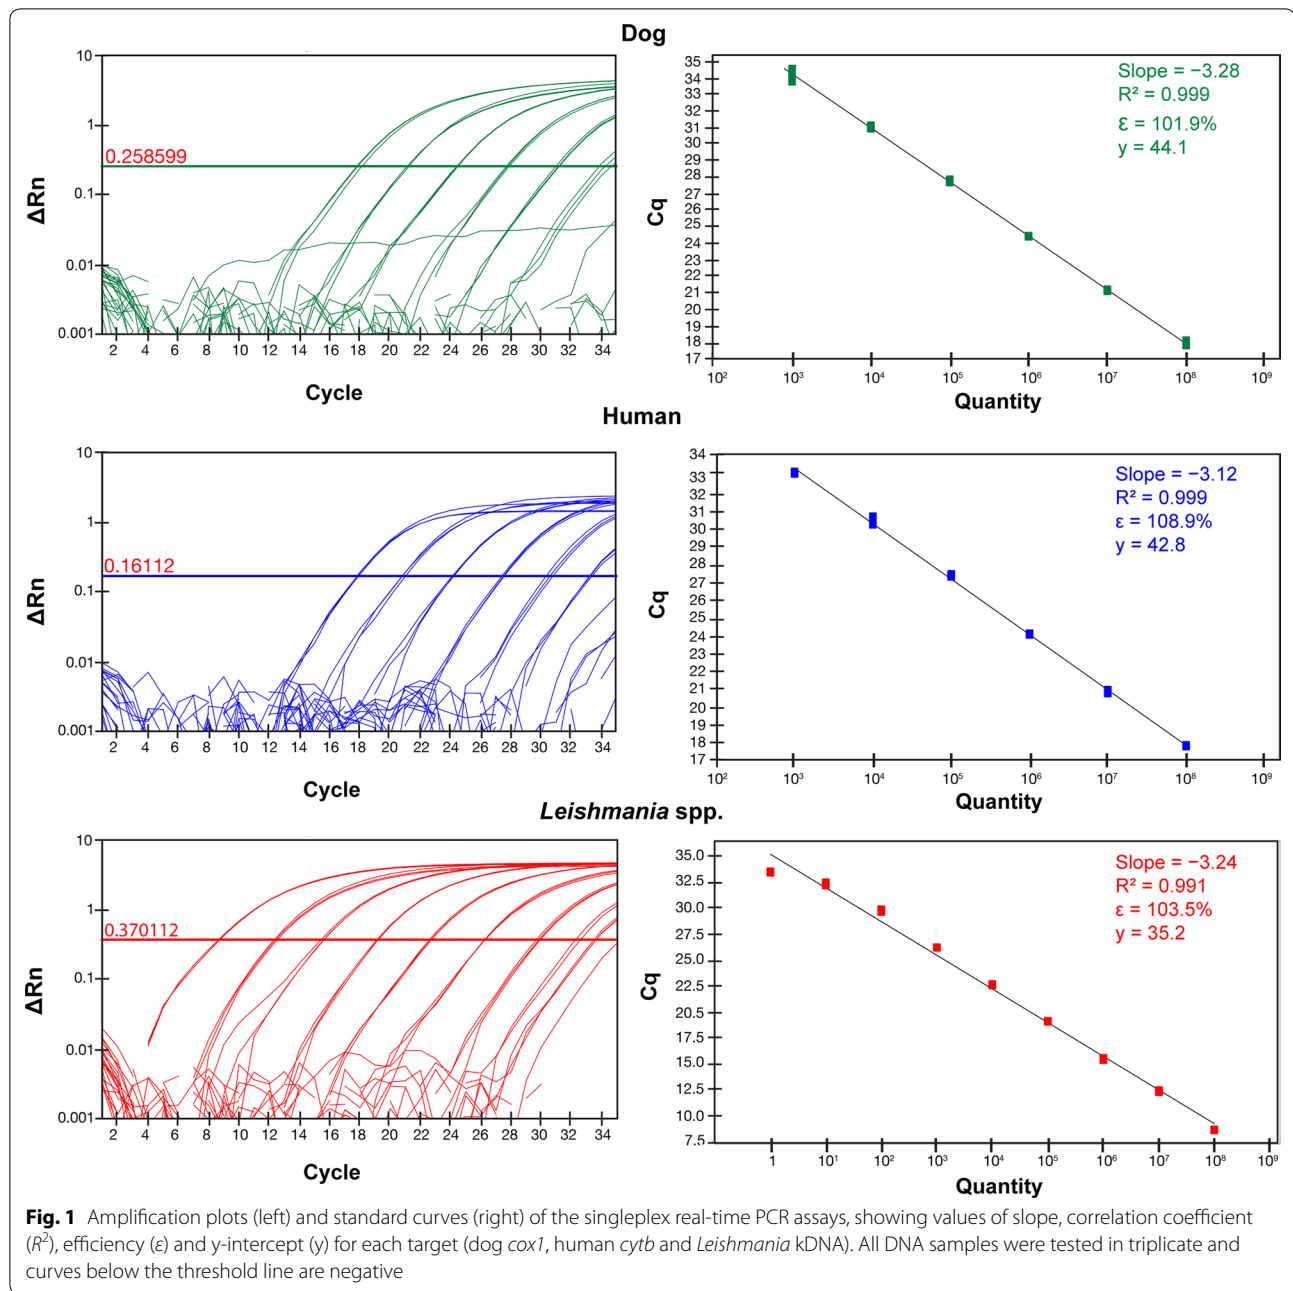 Dog
10
1
0.1
0.01
0.001
0.258599
ΔRn
2 4 6 8 10 12 14 16 18 20 22 24 26 28 30 32 34
Cycle
35
34
33
32
31
30
29
28
27
26
25
24
23
22
21
20
19
18
17
Cq
Slope = −3.28
R² = 0.999
ε = 101.9%
y = 44.1
10² 10³ 10⁴ 10⁵ 10⁶ 10⁷ 10⁸ 10⁹
Quantity
Human
10
1
0.1
0.01
0.001
0.16112
ΔRn
2 4 6 8 10 12 14 16 18 20 22 24 26 28 30 32 34
Cycle
34
33
32
31
30
29
28
27
26
25
24
23
22
21
20
19
18
17
Cq
Slope = −3.12
R² = 0.999
ε = 108.9%
y = 42.8
10² 10³ 10⁴ 10⁵ 10⁶ 10⁷ 10⁸ 10⁹
Quantity
Leishmania spp.
10
1
0.1
0.01
0.001
0.370112
ΔRn
2 4 6 8 10 12 14 16 18 20 22 24 26 28 30 32 34
Cycle
35.0
32.5
30.0
27.5
25.0
22.5
20.5
17.5
15.0
12.5
10.0
7.5
Cq
Slope = −3.24
R² = 0.991
ε = 103.5%
y = 35.2
1 10¹ 10² 10³ 10⁴ 10⁵ 10⁶ 10⁷ 10⁸ 10⁹
Quantity
Fig. 1 Amplification plots (left) and standard curves (right) of the singleplex real-time PCR assays, showing values of slope, correlation coefficient
(R²), efficiency (ε) and y-intercept (y) for each target (dog cox1, human cytb and Leishmania kDNA). All DNA samples were tested in triplicate and
curves below the threshold line are negative